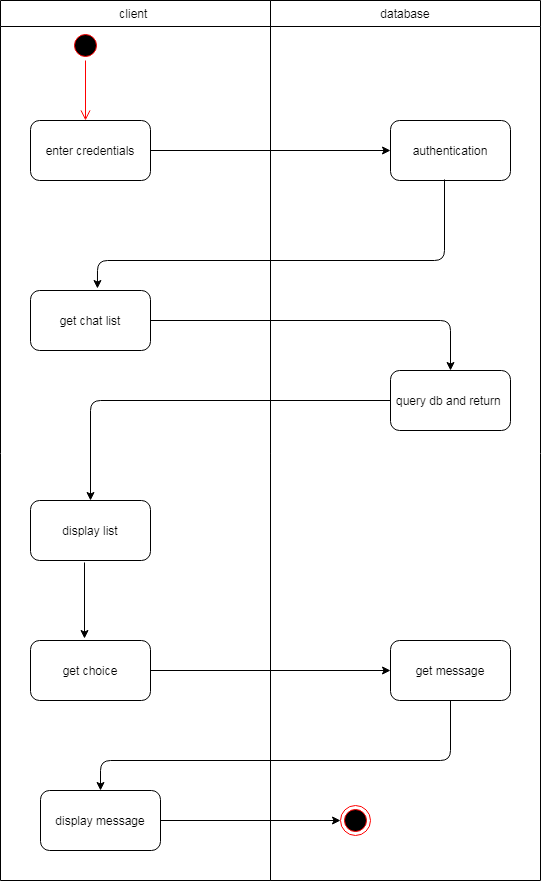 client
database
enter credentials
authentication
get chat list
query db and return
display list
get choice
get message
display message